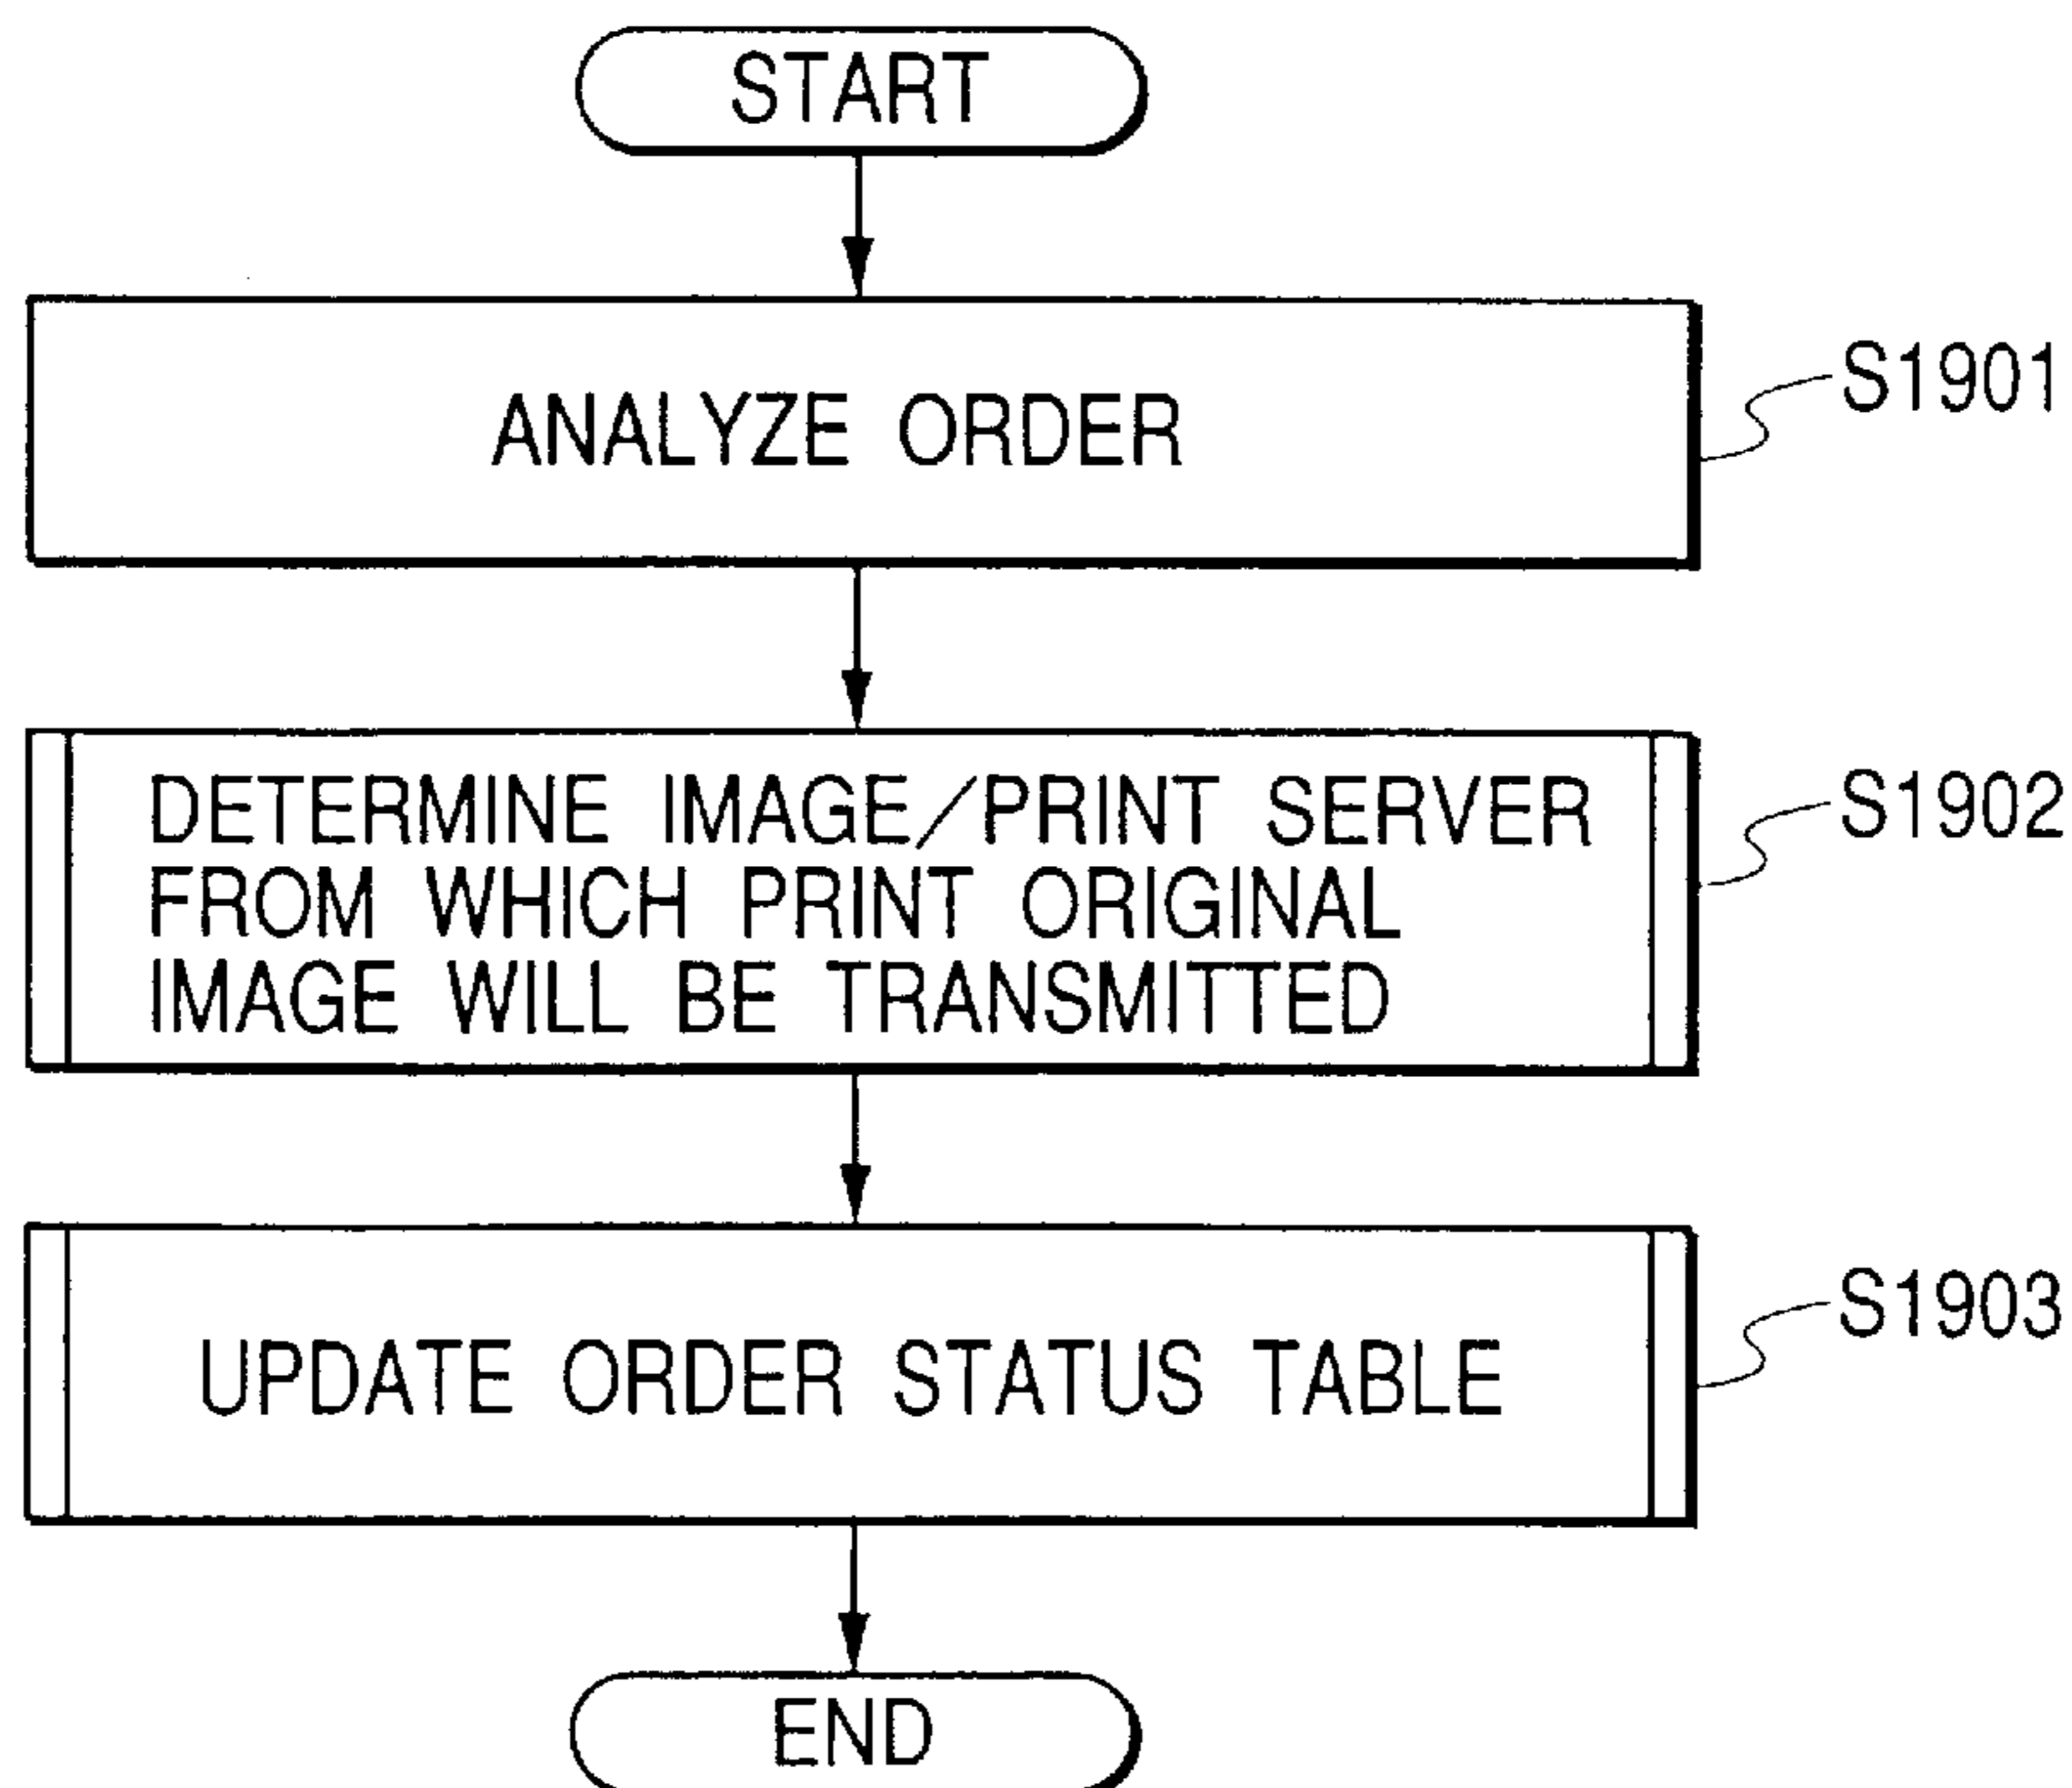 START
ANALYZE ORDER
S1901
DETERMINE IMAGE/PRINT SERVER
FROM WHICH PRINT ORIGINAL
IMAGE WILL BE TRANSMITTED
S1902
UPDATE ORDER STATUS TABLE
S1903
END